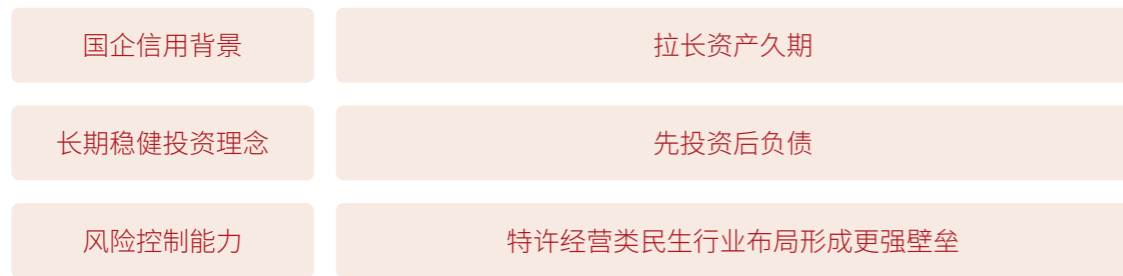 国企信用背景
拉长资产久期
长期稳健投资理念
先投资后负债
风险控制能力
特许经营类民生行业布局形成更强壁垒